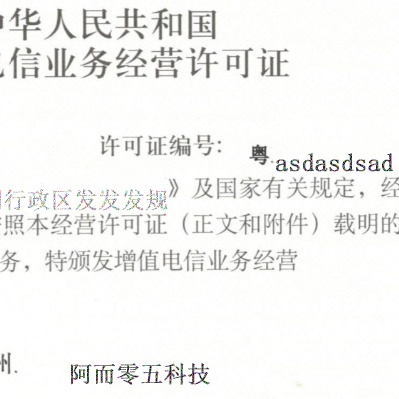 中华人民共和国
电信业务经营许可证
许可证编号：粤.asdasdsad
行政区发发发规》及国家有关规定，经
按照本经营许可证（正文和附件）载明的
务，特颁发增值电信业务经营
州.
阿而零五科技